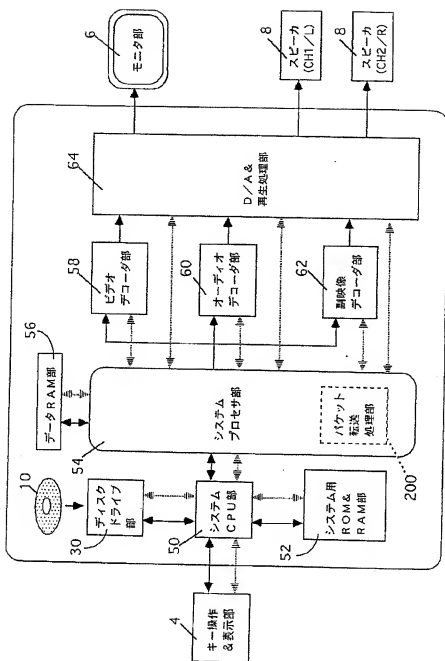 6
モニタ部
8
スピーカ
(CH1/L)
8
スピーカ
(CH2/R)
64
D/A&
再生処理部
58
ビデオ
デコーダ部
60
オーディオ
デコーダ部
62
副映像
デコーダ部
56
データRAM部
54
システム
プロセサ部
パケット
転送
処理部
200
10
ディスク
ドライブ
部
30
システム
CPU部
50
システム用
ROM&
RAM部
52
4
キー操作
&表示部